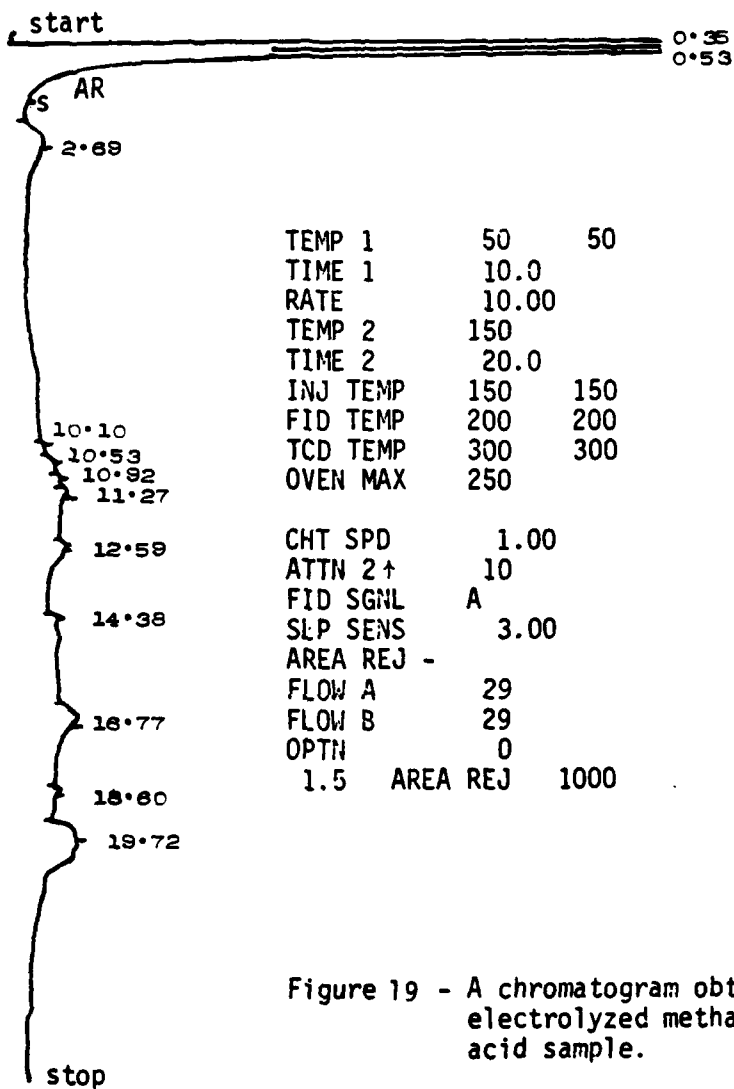 start
0.35
0.53
AR
S
2.69
TEMP 1 50 50
TIME 1 10.0
RATE 10.00
TEMP 2 150
TIME 2 20.0
INJ TEMP 150 150
FID TEMP 200 200
TCD TEMP 300 300
OVEN MAX 250
10.10
10.53
10.92
11.27
12.59
14.38
16.77
18.60
19.72
CHT SPD 1.00
ATTN 2↑ 10
FID SGNL A
SLP SENS 3.00
AREA REJ -
FLOW A 29
FLOW B 29
OPTN 0
1.5 AREA REJ 1000
Figure 19 - A chromatogram obt
electrolyzed metha
acid sample.
stop